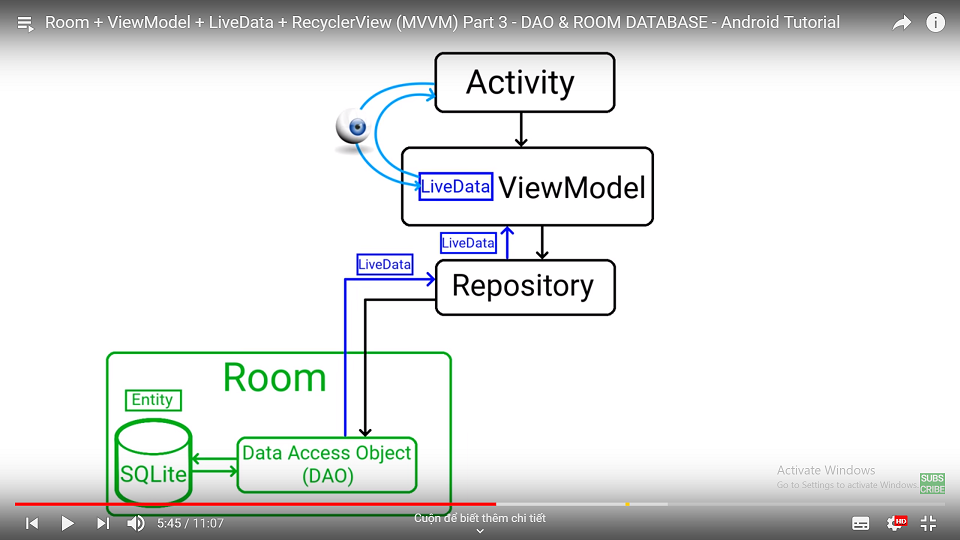 Room + ViewModel + LiveData + RecyclerView (MVVM) Part 3 - DAO & ROOM DATABASE - Android Tutorial
Activity
LiveData ViewModel
LiveData
LiveData
Repository
Room
Entity
SQLite
Data Access Object
(DAO)
Activate Windows
Go to Settings to activate Windows.
SUBS
CRIBE
5:45 / 11:07
Cuộn để biết thêm chi tiết
HD